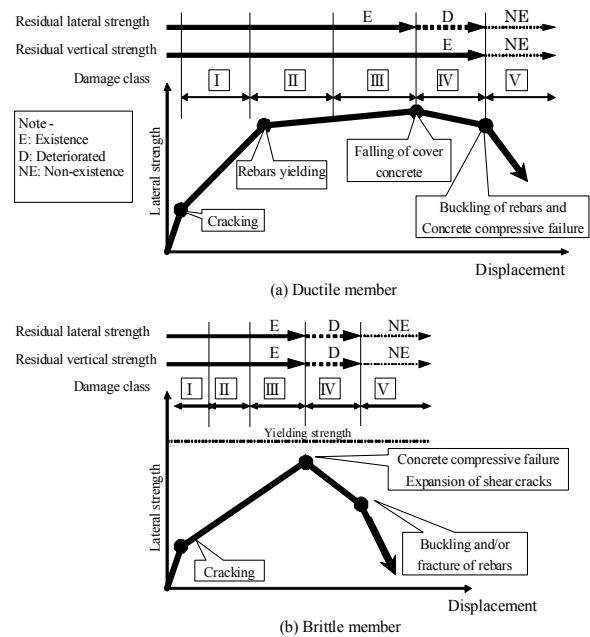 Residual lateral strength E D NE
Residual vertical strength E NE
Damage class I II III IV V
Note -
E: Existence
D: Deteriorated
NE: Non-existence
Lateral strength
Rebars yielding
Falling of cover
concrete
Cracking
Buckling of rebars and
Concrete compressive failure
Displacement
(a) Ductile member
Residual lateral strength E D NE
Residual vertical strength E D NE
Damage class I II III IV V
Yielding strength
Lateral strength
Concrete compressive failure
Expansion of shear cracks
Cracking
Buckling and/or
fracture of rebars
Displacement
(b) Brittle member